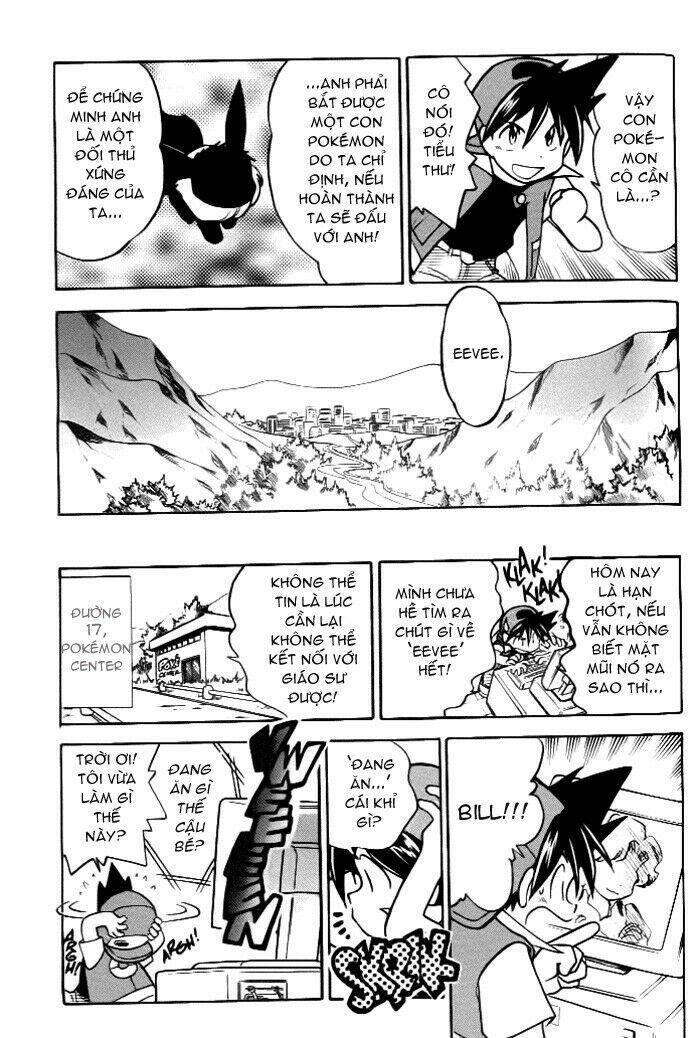 VẬY
CON
POKÉ-
MON
CÔ CẦN
LÀ...?
CÔ
NÓI
ĐÓ!
TIỂU
THƯ!
...ANH PHẢI
BẮT ĐƯỢC
MỘT CON
POKÉMON
DO TA CHỈ
ĐỊNH, NẾU
HOÀN THÀNH
TA SẼ ĐẤU
VỚI ANH!
ĐỂ CHỨNG
MINH ANH
LÀ MỘT
ĐỐI THỦ
XỨNG
ĐÁNG CỦA
TA...
EEVEE.
HÔM NAY
LÀ HẠN
CHÓT, NẾU
VẪN KHÔNG
BIẾT MẶT
MŨI NÓ RA
SAO THÌ...
KLAK!
KLAK!
MÌNH CHƯA
HỀ TÌM RA
CHÚT GÌ VỀ
'EEVEE'
HẾT!
KHÔNG THỂ
TIN LÀ LÚC
CẦN LẠI
KHÔNG THỂ
KẾT NỐI VỚI
GIÁO SƯ
ĐƯỢC!
ĐƯỜNG
17,
POKÉMON
CENTER
BILL!!!
'ĐANG
ĂN...'
CÁI KHỈ
GÌ?
ĐANG
ĂN GÌ
THẾ
CẬU
BÉ?
TRỜI ƠI!
TÔI VỪA
LÀM GÌ
THẾ
NÀY?
ARGH!
ARGH!